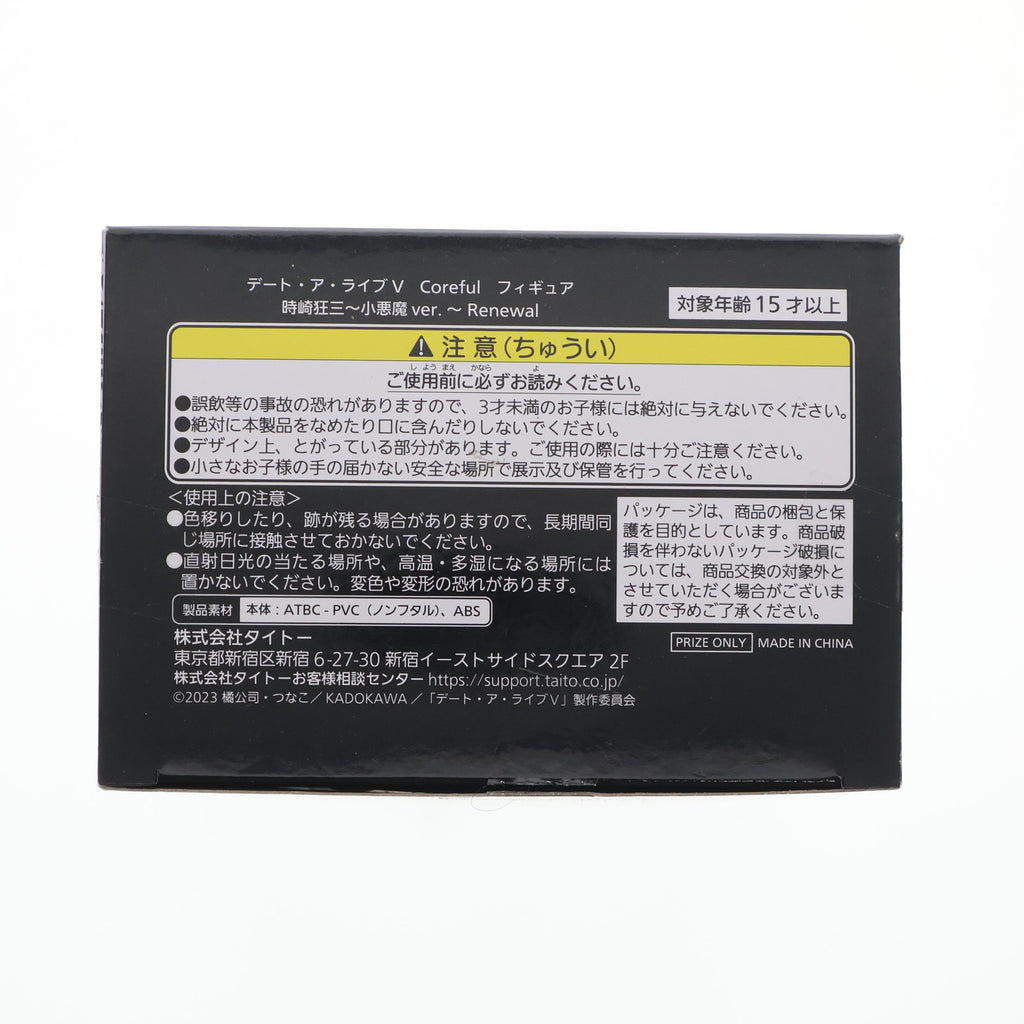 デート・ア・ライブⅤ Coreful フィギュア
時崎狂三～小悪魔 ver.～ Renewal
対象年齢 15 才以上
注意(ちゅうい)
しようまえ かなら よ
ご使用前に必ずお読みください。
●誤飲等の事故の恐れがありますので、3才未満のお子様には絶対に与えないでください。
●絶対に本製品をなめたり口に含んだりしないでください。
●デザイン上、とがっている部分があります。ご使用の際には十分ご注意ください。
●小さなお子様の手の届かない安全な場所で展示及び保管を行ってください。
＜使用上の注意＞
●色移りしたり、跡が残る場合がありますので、長期間同
じ場所に接触させておかないでください。
●直射日光の当たる場所や、高温・多湿になる場所には
置かないでください。変色や変形の恐れがあります。
パッケージは、商品の梱包と保
護を目的としています。商品破
損を伴わないパッケージ破損に
ついては、商品交換の対象外と
させていただく場合がございま
すので予めご了承ください。
製品素材 本体：ATBC - PVC（ノンフタル）、ABS
株式会社タイトー
PRIZE ONLY MADE IN CHINA
東京都新宿区新宿 6-27-30 新宿イーストサイドスクエア 2F
株式会社タイトーお客様相談センター https://support.taito.co.jp/
©2023 橘公司・つなこ／KADOKAWA／「デート・ア・ライブⅤ」製作委員会